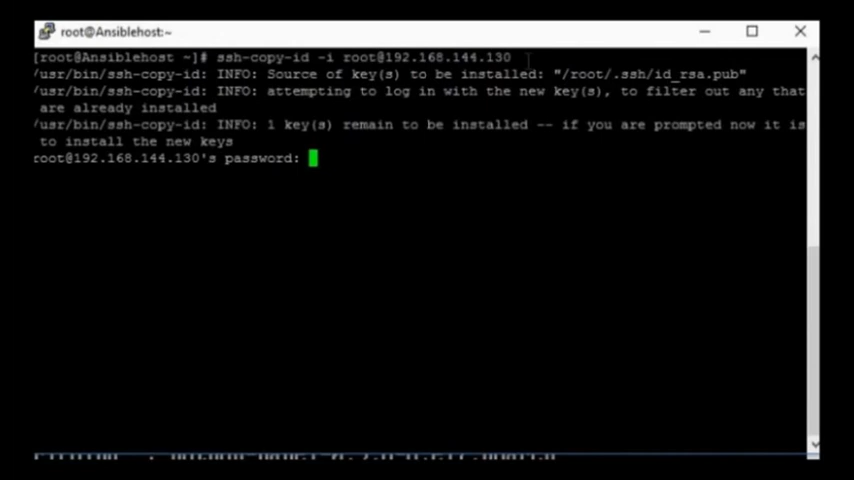 root@Ansiblehost:~
[root@Ansiblehost ~]# ssh-copy-id -i root@192.168.144.130
/usr/bin/ssh-copy-id: INFO: Source of key(s) to be installed: "/root/.ssh/id_rsa.pub"
/usr/bin/ssh-copy-id: INFO: attempting to log in with the new key(s), to filter out any that
are already installed
/usr/bin/ssh-copy-id: INFO: 1 key(s) remain to be installed -- if you are prompted now it is
to install the new keys
root@192.168.144.130's password: